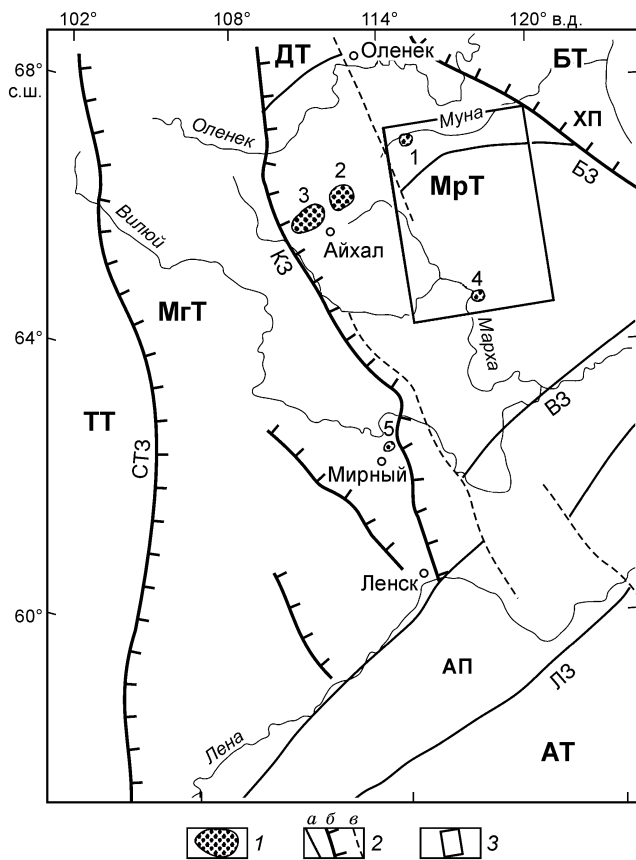 102°
108°
114°
120° в.д.
68°
с.ш.
ДТ
Оленек
БТ
ХП
Муна
Оленек
1
БЗ
2
МрТ
3
Вилюй
Айхал
КЗ
4
МгТ
Марха
64°
ТТ
ВЗ
СТЗ
5
Мирный
Ленск
60°
АП
ЛЗ
Лена
АТ
1
а б в
2
3